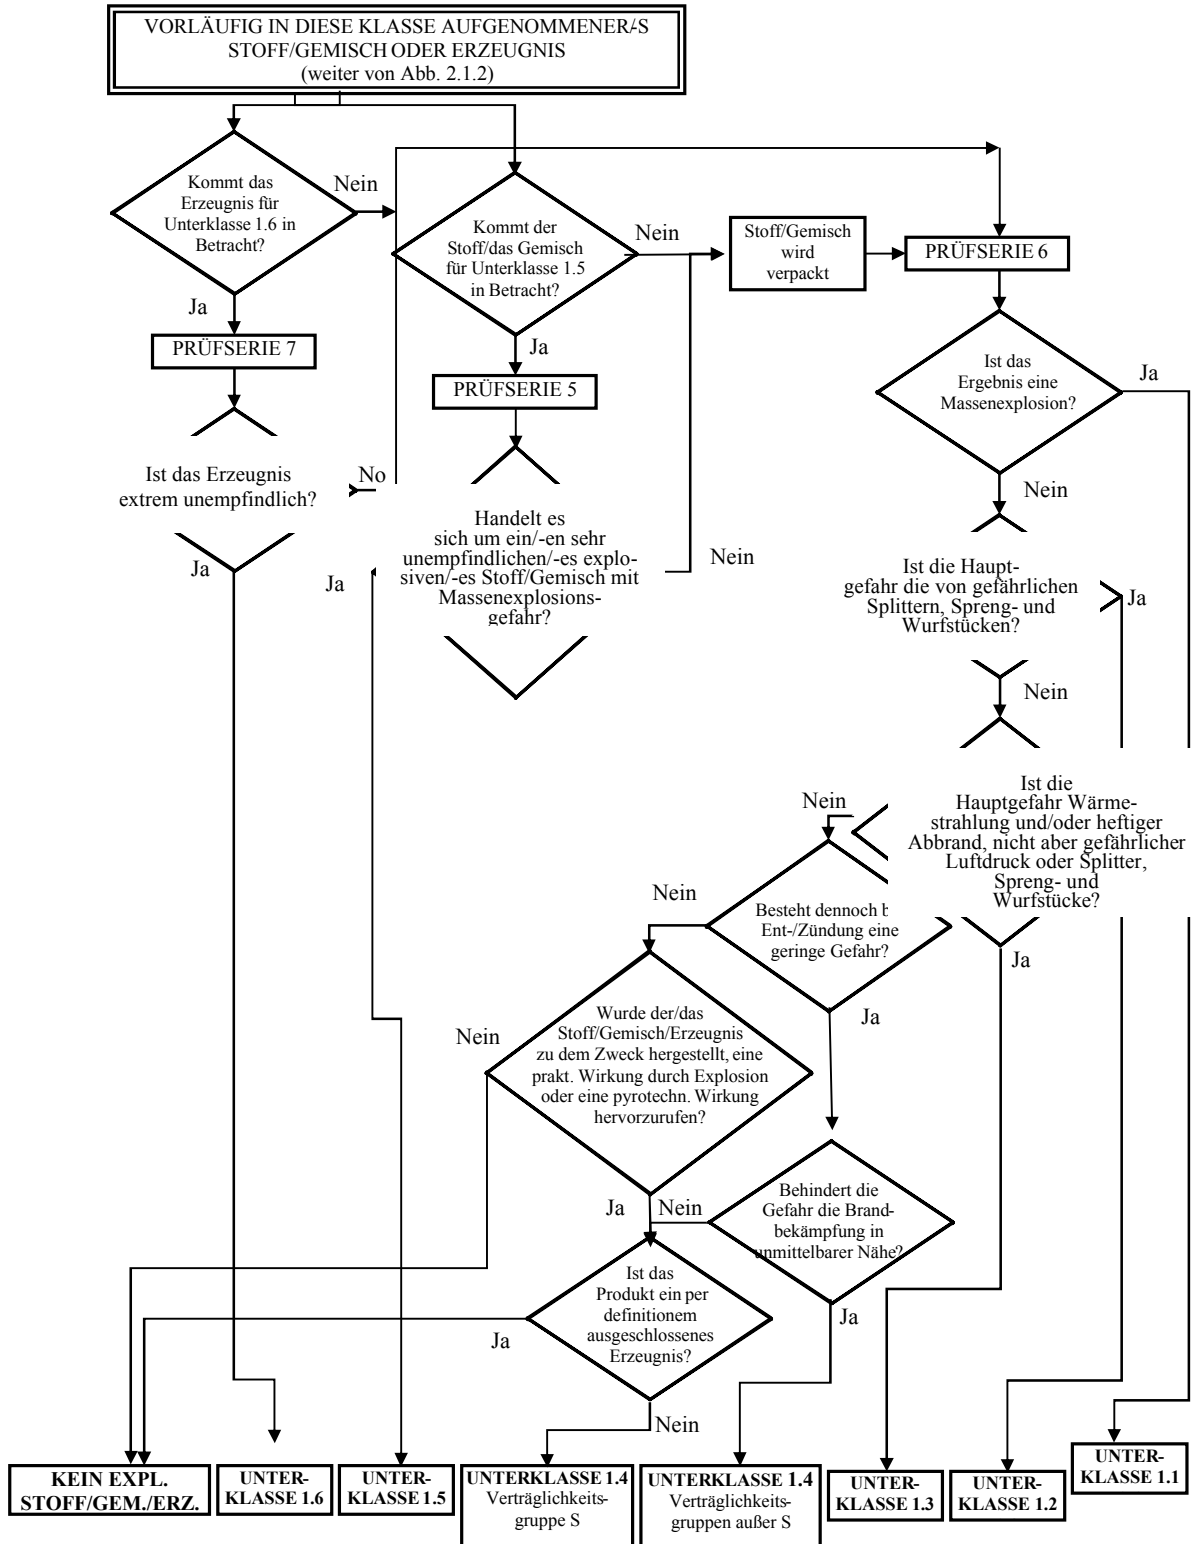 VORLÄUFIG IN DIESE KLASSE AUFGENOMMENER/-S
STOFF/GEMISCH ODER ERZEUGNIS
(weiter von Abb. 2.1.2)
Kommt das
Erzeugnis für
Unterklasse 1.6 in
Betracht?
Nein
Ja
PRÜFSERIE 7
Ist das Erzeugnis
extrem unempfindlich?
No
Ja
Kommt der
Stoff/das Gemisch
für Unterklasse 1.5
in Betracht?
Nein
Ja
PRÜFSERIE 5
Handelt es
sich um ein/-en sehr
unempfindlichen/-es explo-
siven/-es Stoff/Gemisch mit
Massenexplosions-
gefahr?
Ja
Nein
Stoff/Gemisch
wird
verpackt
PRÜFSERIE 6
Ist das
Ergebnis eine
Massenexplosion?
Ja
Nein
Ist die Haupt-
gefahr die von gefährlichen
Splittern, Spreng- und
Wurfstücken?
Ja
Nein
Ist die
Hauptgefahr Wärme-
strahlung und/oder heftiger
Abbrand, nicht aber gefährlicher
Luftdruck oder Splitter,
Spreng- und
Wurfstücke?
Nein
Ja
Besteht dennoch b
Ent-/Zündung eine
geringe Gefahr?
Nein
Ja
Wurde der/das
Stoff/Gemisch/Erzeugnis
zu dem Zweck hergestellt, eine
prakt. Wirkung durch Explosion
oder eine pyrotechn. Wirkung
hervorzurufen?
Nein
Ja
Behindert die
Gefahr die Brand-
bekämpfung in
unmittelbarer Nähe?
Nein
Ja
Ist das
Produkt ein per
definitionem
ausgeschlossenes
Erzeugnis?
Ja
Nein
KEIN EXPL.
STOFF/GEM./ERZ.
UNTER-
KLASSE 1.6
UNTER-
KLASSE 1.5
UNTERKLASSE 1.4
Verträglichkeits-
gruppe S
UNTERKLASSE 1.4
Verträglichkeits-
gruppen außer S
UNTER-
KLASSE 1.3
UNTER-
KLASSE 1.2
UNTER-
KLASSE 1.1